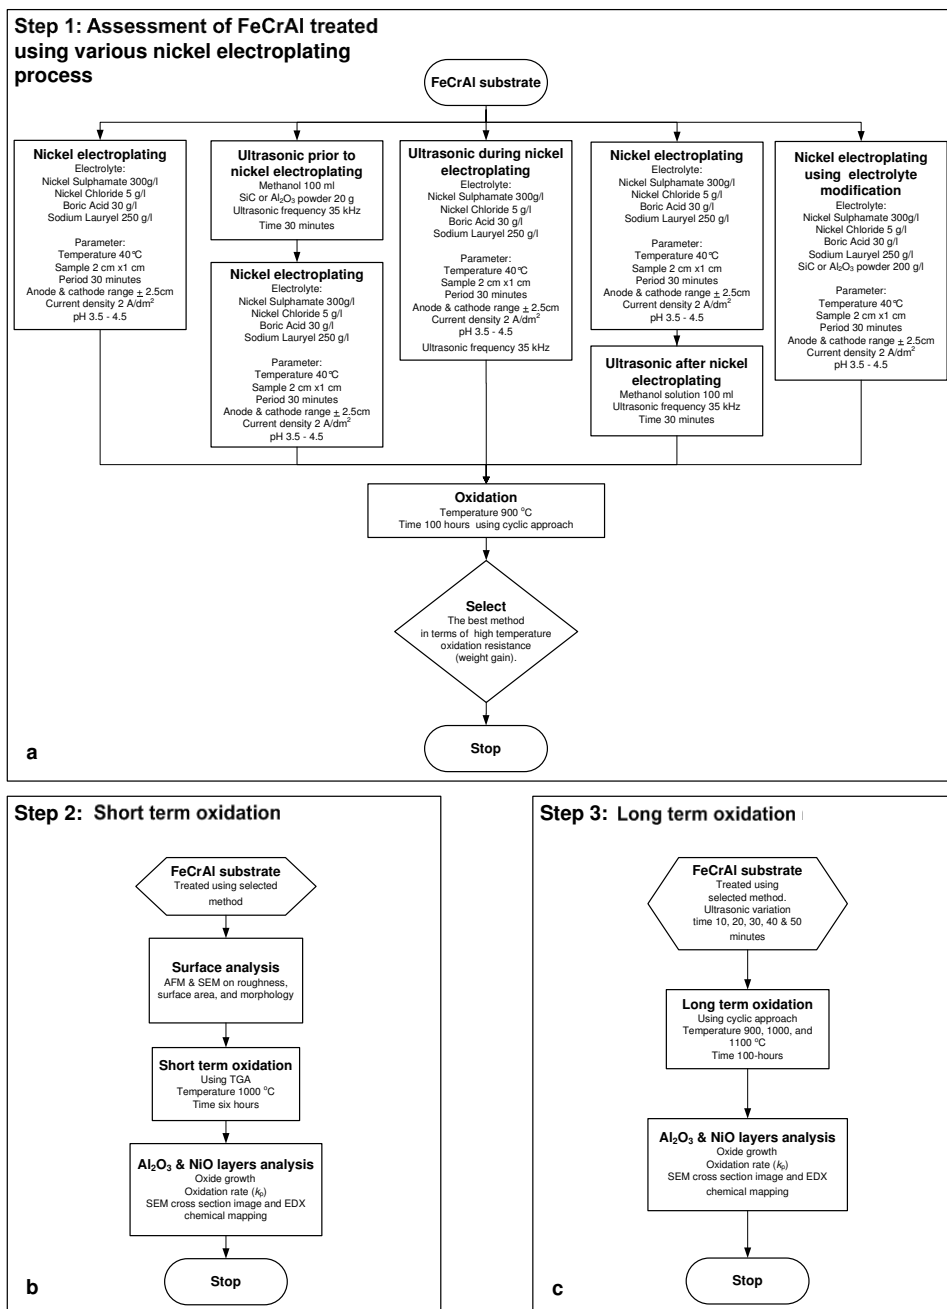 Step 1: Assessment of FeCrAl treated
using various nickel electroplating
process
FeCrAl substrate
Nickel electroplating
Electrolyte:
Nickel Sulphamate 300g/l
Nickel Chloride 5 g/l
Boric Acid 30 g/l
Sodium Lauryel 250 g/l
Parameter:
Temperature 40°C
Sample 2 cm x1 cm
Period 30 minutes
Anode & cathode range ± 2.5cm
Current density 2 A/dm²
pH 3.5 - 4.5
Ultrasonic prior to
nickel electroplating
Methanol 100 ml
SiC or Al₂O₃ powder 20 g
Ultrasonic frequency 35 kHz
Time 30 minutes
Nickel electroplating
Electrolyte:
Nickel Sulphamate 300g/l
Nickel Chloride 5 g/l
Boric Acid 30 g/l
Sodium Lauryel 250 g/l
Parameter:
Temperature 40°C
Sample 2 cm x1 cm
Period 30 minutes
Anode & cathode range ± 2.5cm
Current density 2 A/dm²
pH 3.5 - 4.5
Ultrasonic during nickel
electroplating
Electrolyte:
Nickel Sulphamate 300g/l
Nickel Chloride 5 g/l
Boric Acid 30 g/l
Sodium Lauryel 250 g/l
Parameter:
Temperature 40°C
Sample 2 cm x1 cm
Period 30 minutes
Anode & cathode range ± 2.5cm
Current density 2 A/dm²
pH 3.5 - 4.5
Ultrasonic frequency 35 kHz
Nickel electroplating
Electrolyte:
Nickel Sulphamate 300g/l
Nickel Chloride 5 g/l
Boric Acid 30 g/l
Sodium Lauryel 250 g/l
Parameter:
Temperature 40°C
Sample 2 cm x1 cm
Period 30 minutes
Anode & cathode range ± 2.5cm
Current density 2 A/dm²
pH 3.5 - 4.5
Ultrasonic after nickel
electroplating
Methanol solution 100 ml
Ultrasonic frequency 35 kHz
Time 30 minutes
Nickel electroplating
using electrolyte
modification
Electrolyte:
Nickel Sulphamate 300g/l
Nickel Chloride 5 g/l
Boric Acid 30 g/l
Sodium Lauryel 250 g/l
SiC or Al₂O₃ powder 200 g/l
Parameter:
Temperature 40°C
Sample 2 cm x1 cm
Period 30 minutes
Anode & cathode range ± 2.5cm
Current density 2 A/dm²
pH 3.5 - 4.5
Oxidation
Temperature 900 °C
Time 100 hours using cyclic approach
Select
The best method
in terms of high temperature
oxidation resistance
(weight gain).
Stop
a
Step 2: Short term oxidation
FeCrAl substrate
Treated using selected
method
Surface analysis
AFM & SEM on roughness,
surface area, and morphology
Short term oxidation
Using TGA
Temperature 1000 °C
Time six hours
Al₂O₃ & NiO layers analysis
Oxide growth
Oxidation rate (kₚ)
SEM cross section image and EDX
chemical mapping
Stop
b
Step 3: Long term oxidation
FeCrAl substrate
Treated using
selected method.
Ultrasonic variation
time 10, 20, 30, 40 & 50
minutes
Long term oxidation
Using cyclic approach
Temperature 900, 1000, and
1100 °C
Time 100-hours
Al₂O₃ & NiO layers analysis
Oxide growth
Oxidation rate (kₚ)
SEM cross section image and EDX
chemical mapping
Stop
c